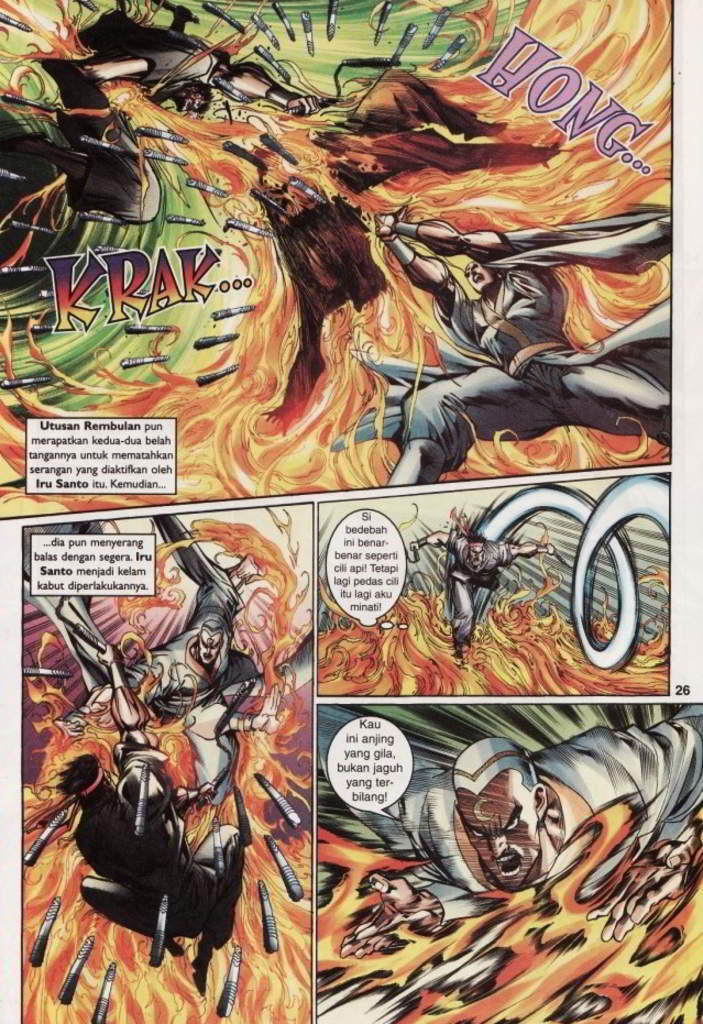 HONG...
KRAK...
Utusan Rembulan pun
merapatkan kedua-dua belah
tangannya untuk mematahkan
serangan yang diaktifkan oleh
Iru Santo itu. Kemudian...
...dia pun menyerang
balas dengan segera. Iru
Santo menjadi kelam
kabut diperlakukannya.
Si
bedebah
ini benar-
benar seperti
cili api! Tetapi
lagi pedas cili
itu lagi aku
minati!
26
Kau
ini anjing
yang gila,
bukan jaguh
yang ter-
bilang!